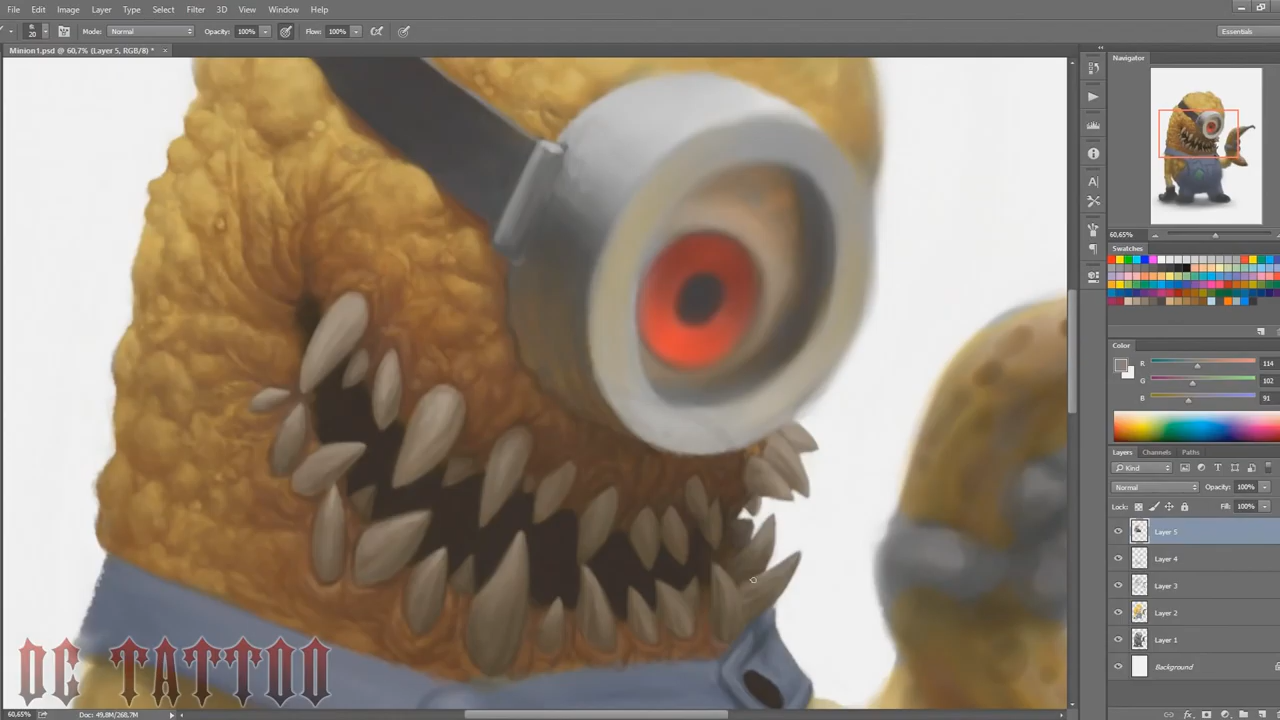 File Edit Image Layer Type Select Filter 3D View Window Help
20 Mode: Normal Opacity: 100% Flow: 100% Essentials
Minion1.psd @ 60,7% (Layer 5, RGB/8) * ×
Navigator
60,65%
Swatches
Color
R 114
G 102
B 91
Layers Channels Paths
Kind
Normal Opacity: 100%
Lock: Fill: 100%
Layer 5
Layer 4
Layer 3
Layer 2
Layer 1
Background
DC TATTOO
60,65% Doc: 49,8M/268,7M